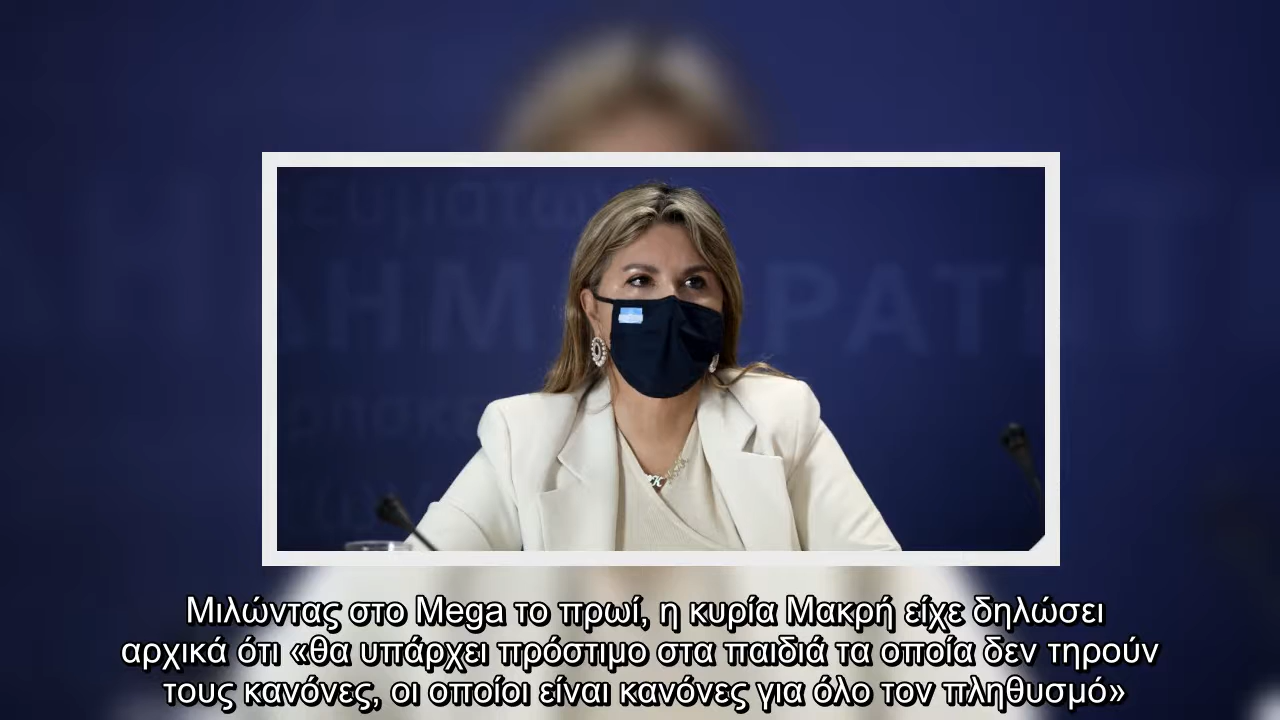 Μιλώντας στο Mega το πρωί, η κυρία Μακρή είχε δηλώσει
αρχικά ότι «θα υπάρχει πρόστιμο στα παιδιά τα οποία δεν τηρούν
τους κανόνες, οι οποίοι είναι κανόνες για όλο τον πληθυσμό»